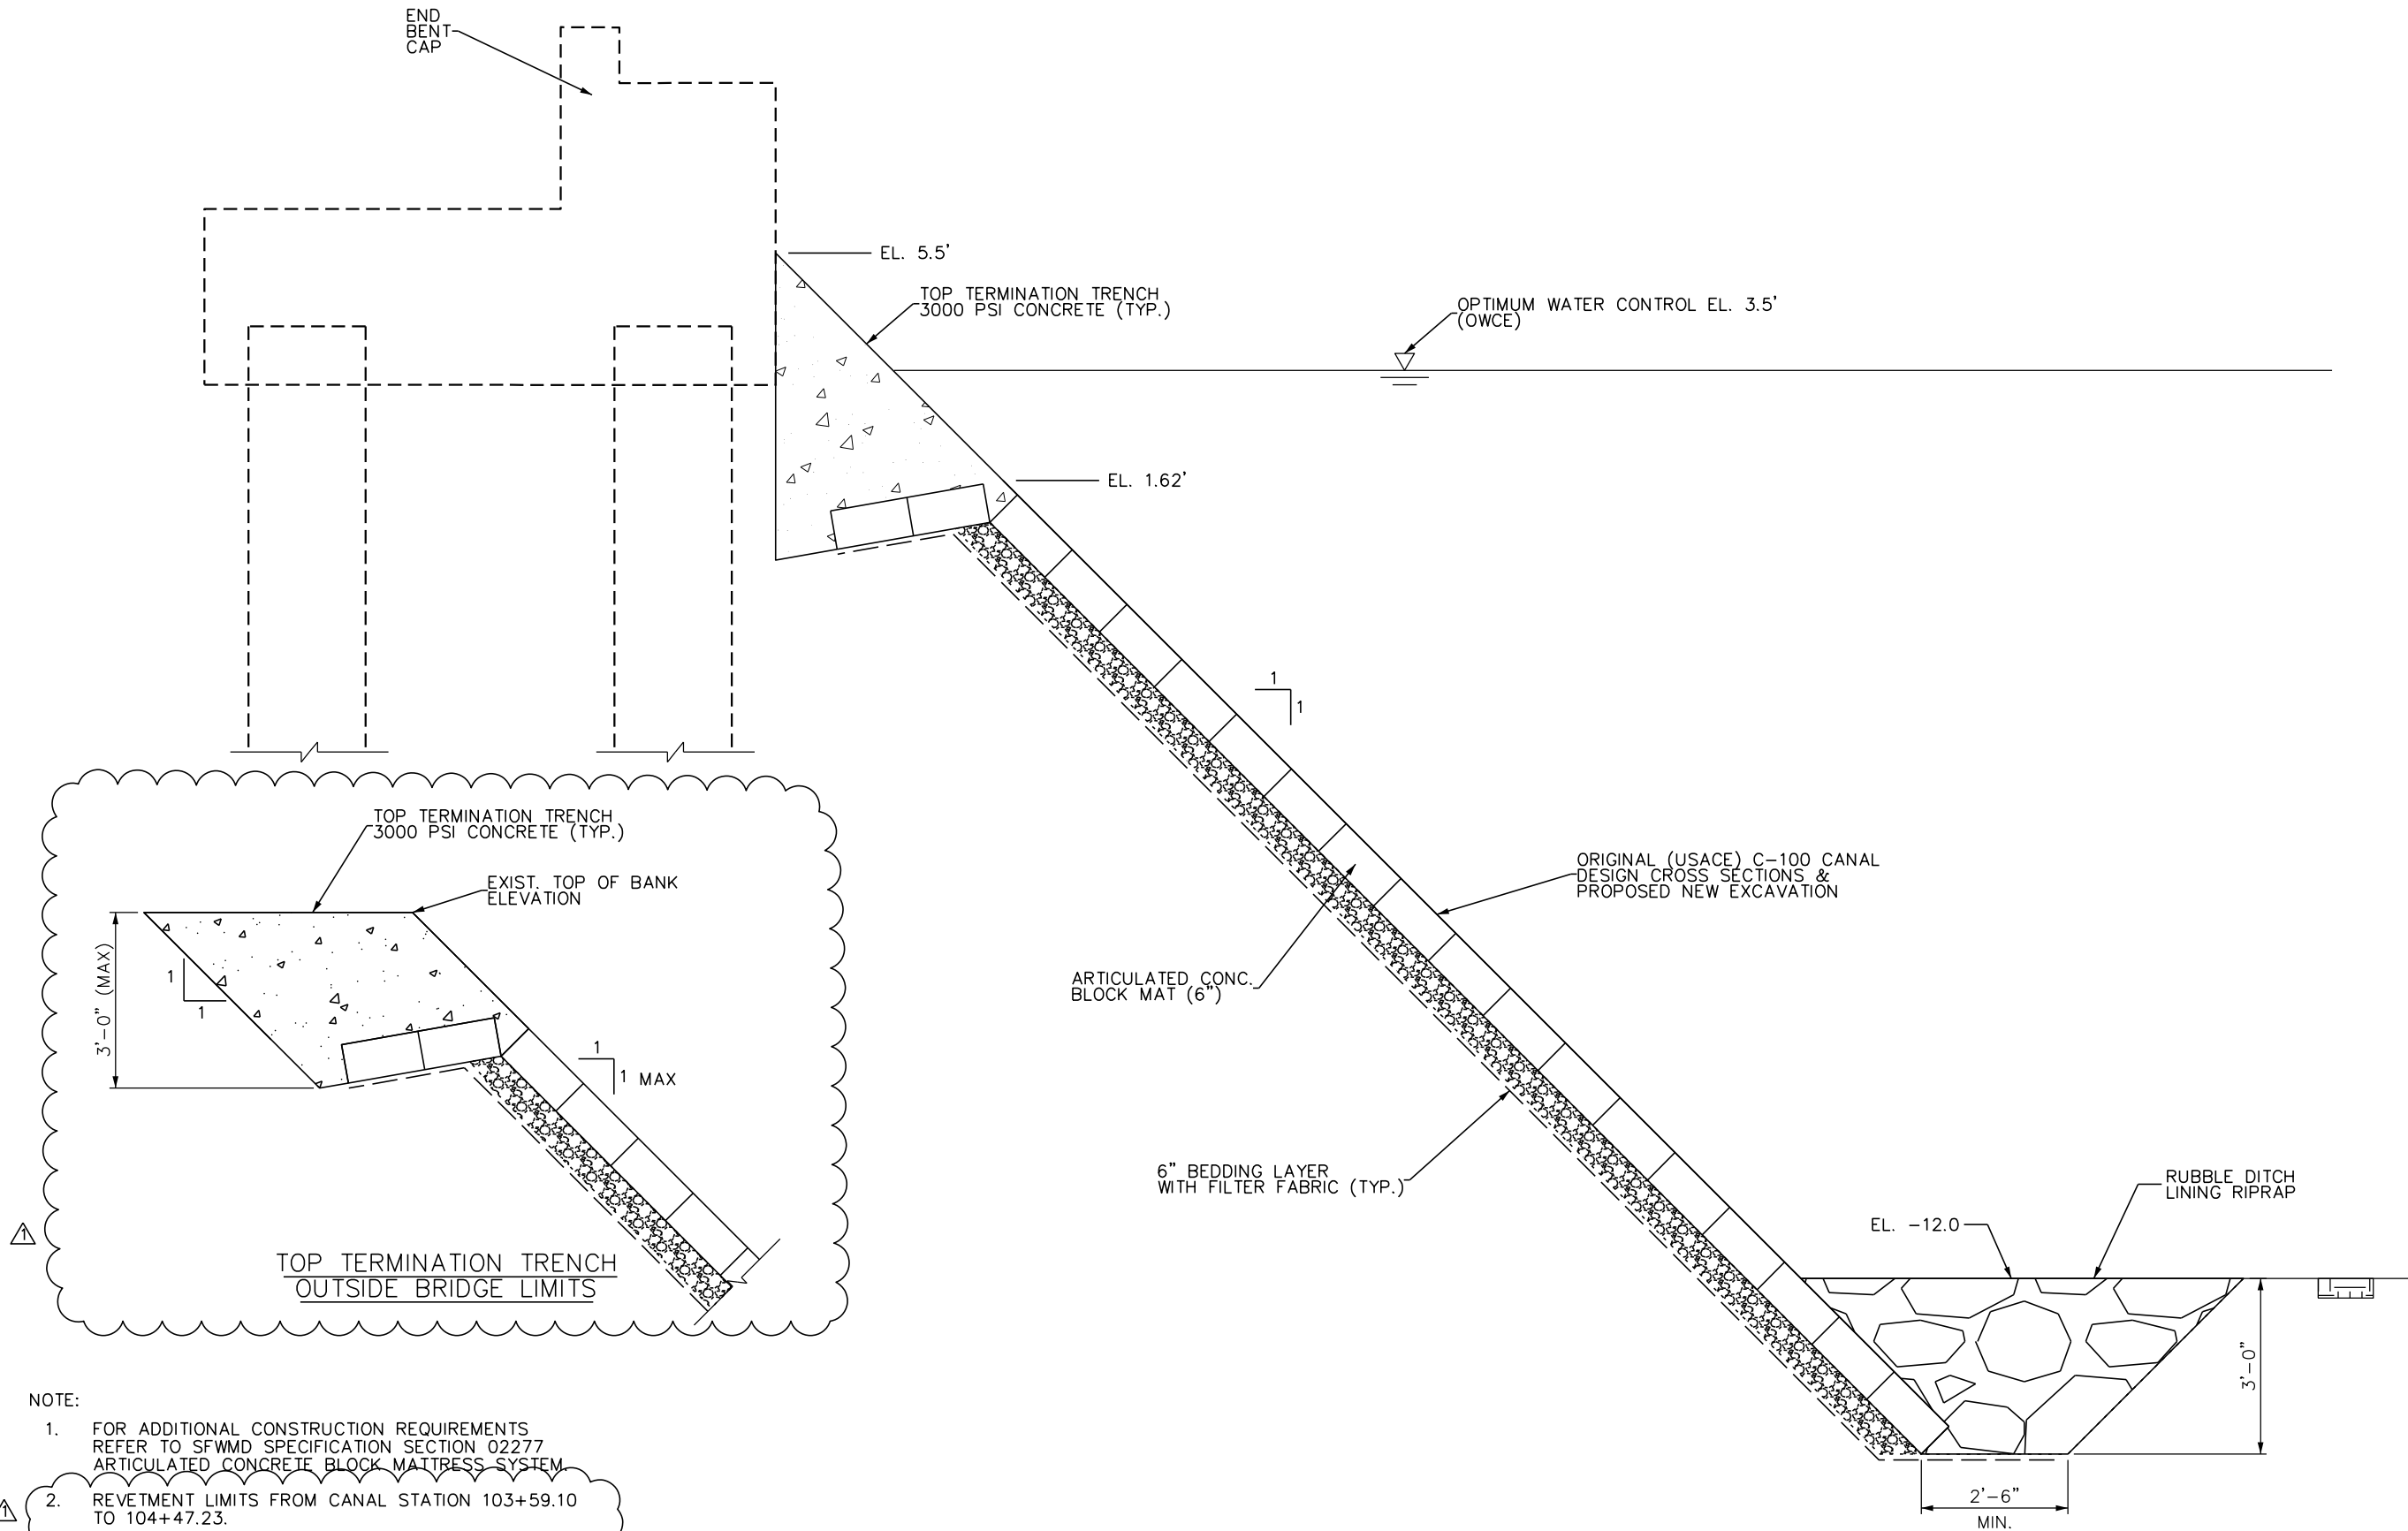 END
BENT
CAP
EL. 5.5'
TOP TERMINATION TRENCH
3000 PSI CONCRETE (TYP.)
OPTIMUM WATER CONTROL EL. 3.5'
(OWCE)
EL. 1.62'
1
1
ORIGINAL (USACE) C-100 CANAL
DESIGN CROSS SECTIONS &
PROPOSED NEW EXCAVATION
ARTICULATED CONC.
BLOCK MAT (6")
6" BEDDING LAYER
WITH FILTER FABRIC (TYP.)
RUBBLE DITCH
LINING RIPRAP
EL. -12.0
3'-0"
2'-6"
MIN.
TOP TERMINATION TRENCH
3000 PSI CONCRETE (TYP.)
EXIST. TOP OF BANK
ELEVATION
3'-0" (MAX)
1
1
1
1 MAX
1
TOP TERMINATION TRENCH
OUTSIDE BRIDGE LIMITS
NOTE:
1. FOR ADDITIONAL CONSTRUCTION REQUIREMENTS
REFER TO SFWMD SPECIFICATION SECTION 02277
ARTICULATED CONCRETE BLOCK MATTRESS SYSTEM.
1
2. REVETMENT LIMITS FROM CANAL STATION 103+59.10
TO 104+47.23.